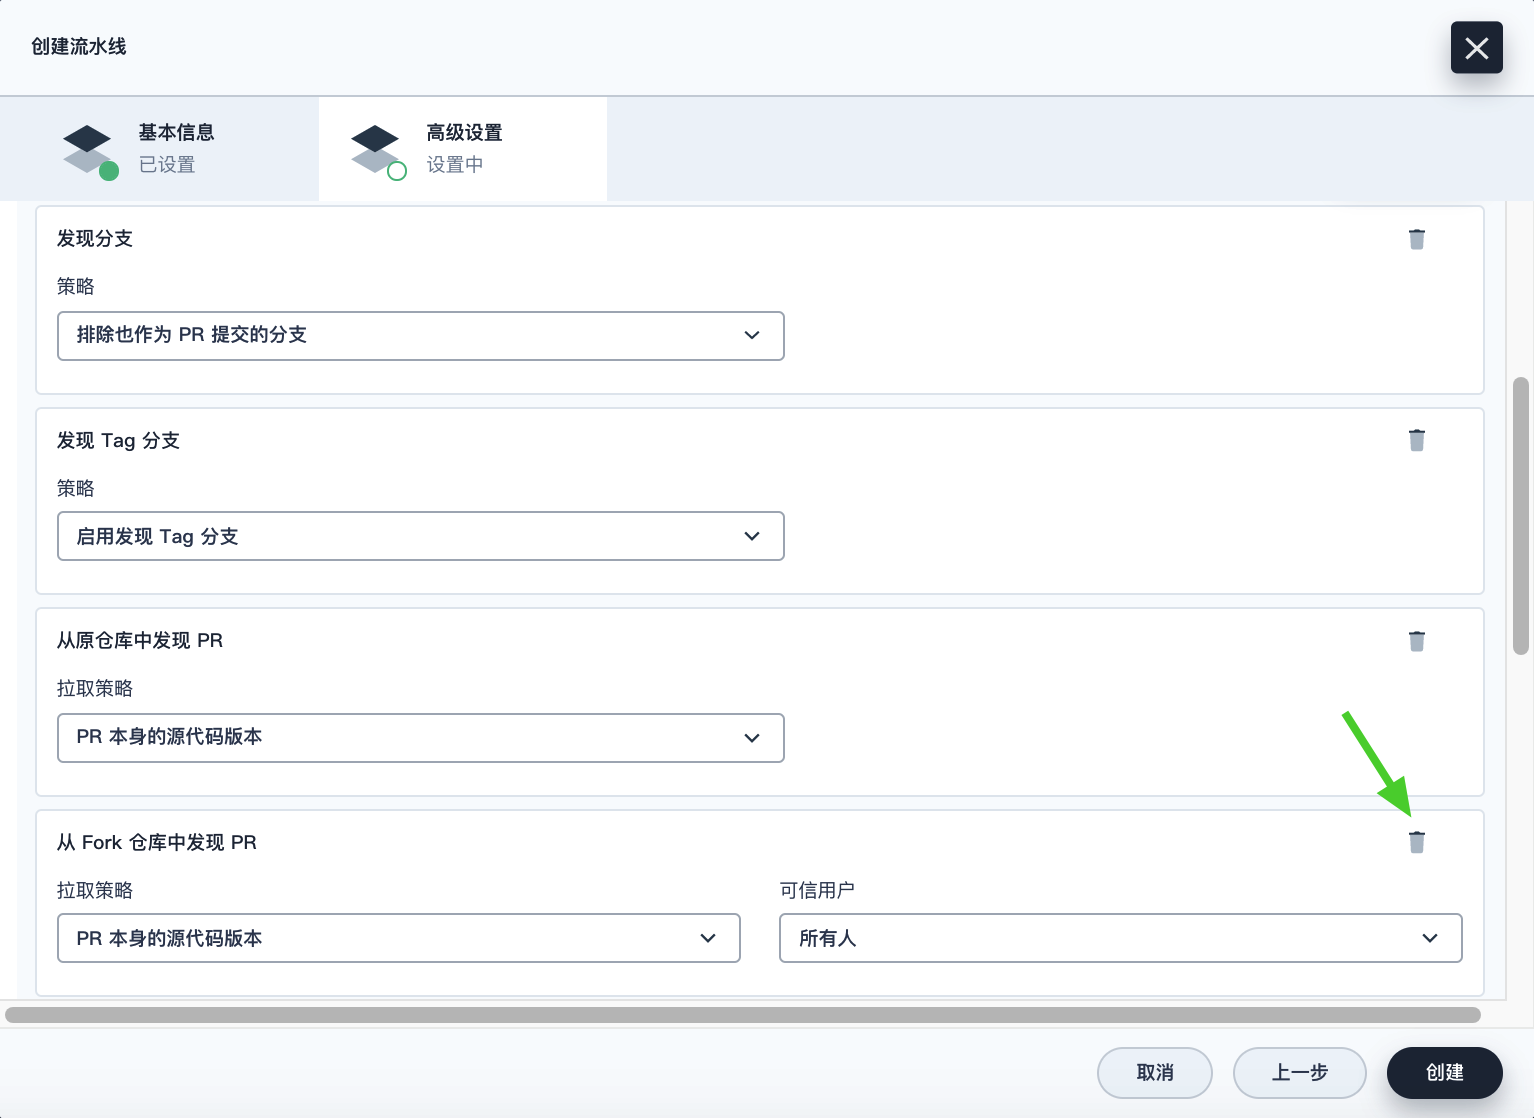 创建流水线
基本信息
已设置
高级设置
设置中
发现分支
策略
排除也作为 PR 提交的分支
发现 Tag 分支
策略
启用发现 Tag 分支
从原仓库中发现 PR
拉取策略
PR 本身的源代码版本
从 Fork 仓库中发现 PR
拉取策略
可信用户
PR 本身的源代码版本
所有人
取消
上一步
创建